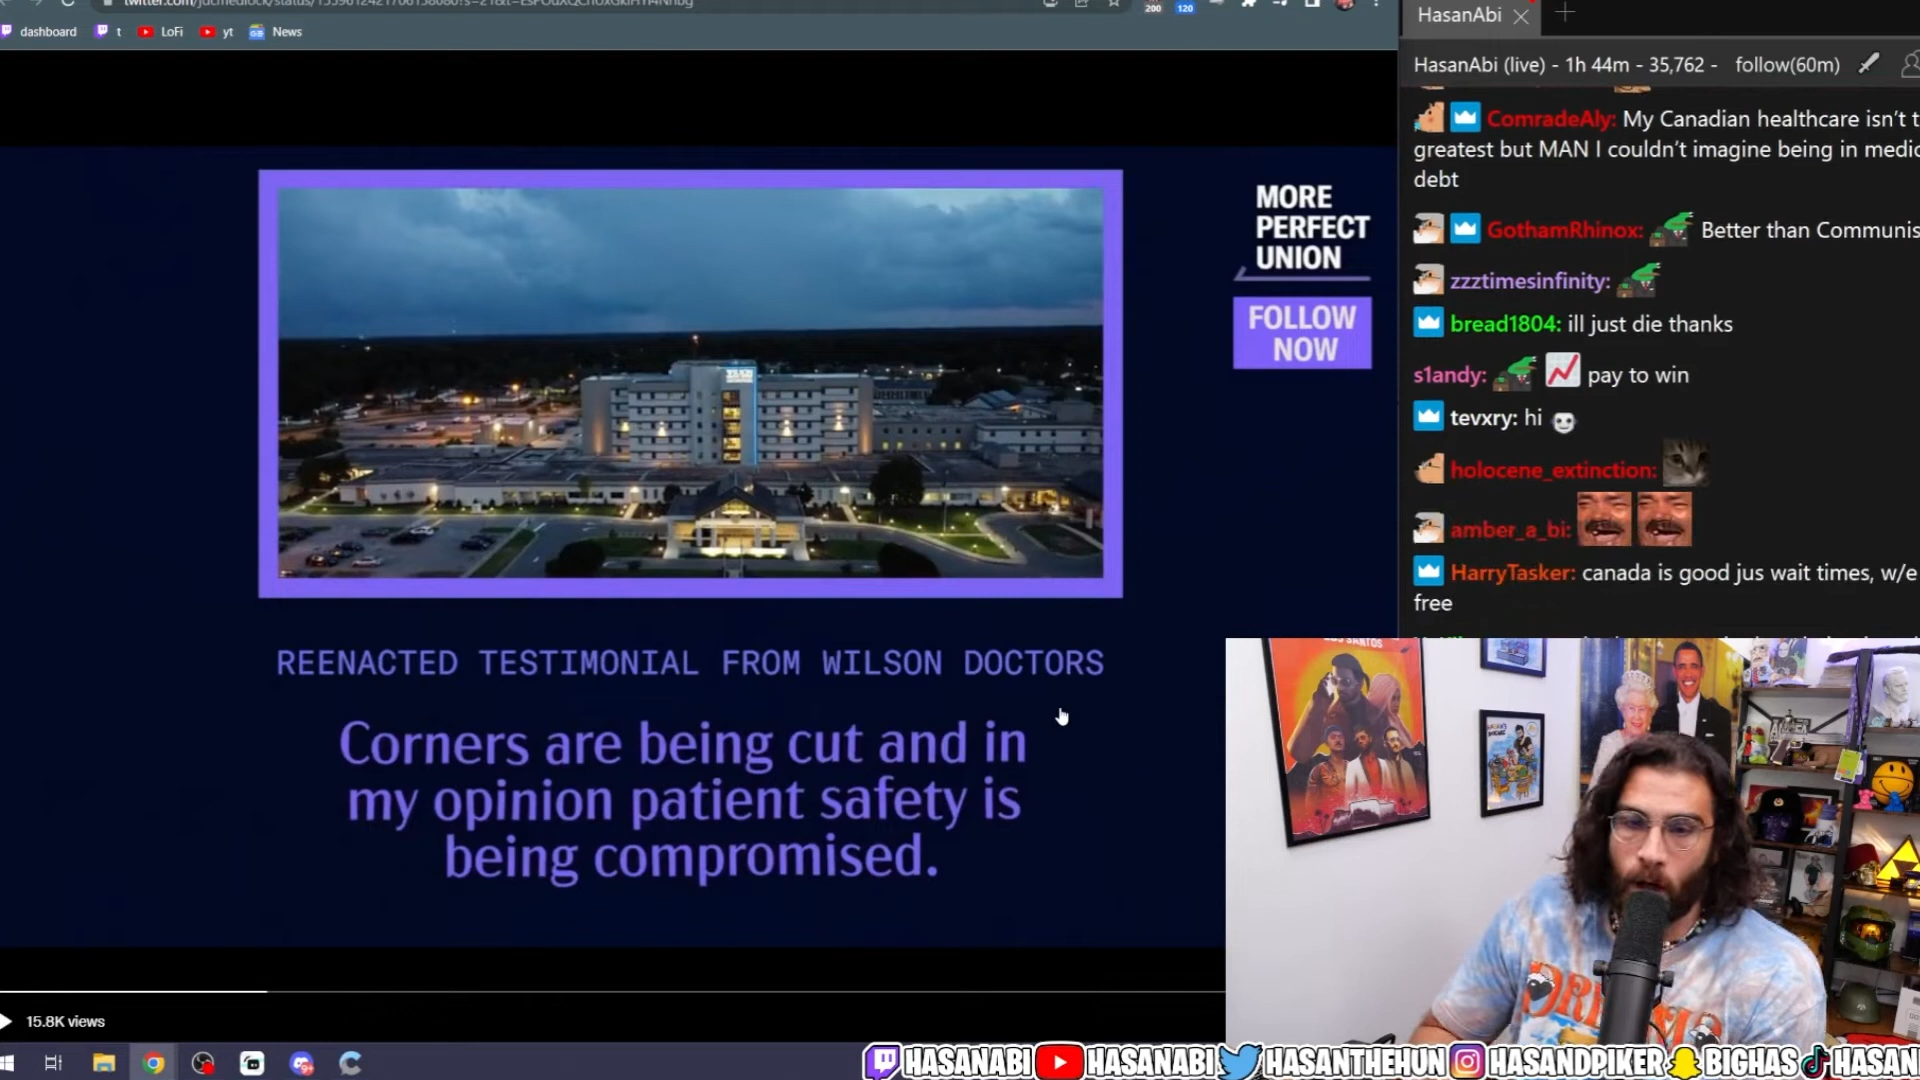 dashboard
t
LoFi
yt
News
200
120
HasanAbi
HasanAbi (live) - 1h 44m - 35,762 -
follow(60m)
ComradeAly: My Canadian healthcare isn't t
greatest but MAN I couldn't imagine being in medic
debt
GothamRhinox: Better than Communis
zzztimesinfinity:
bread1804: ill just die thanks
s1andy: pay to win
tevxry: hi
holocene_extinction:
amber_a_bi:
HarryTasker: canada is good jus wait times, w/e
free
MORE
PERFECT
UNION
FOLLOW
NOW
REENACTED TESTIMONIAL FROM WILSON DOCTORS
Corners are being cut and in
my opinion patient safety is
being compromised.
15.8K views
HASANABI
HASANABI
HASANTHEHUN
HASANDPIKER
BIGHAS
HASAN